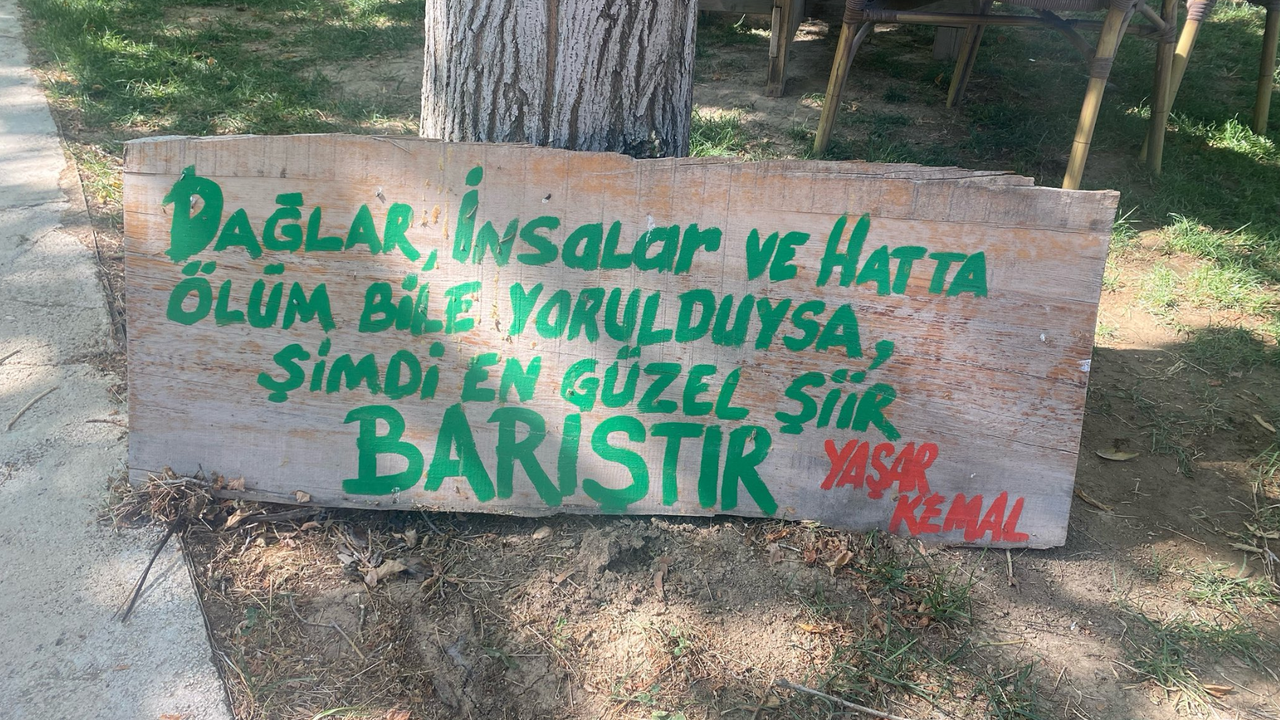 DAĞLAR, İNSALAR VE HATTA
ÖLÜM BİLE YORULDUYSA,
ŞİMDİ EN GÜZEL ŞİİR
BARIŞTIR
YAŞAR
KEMAL